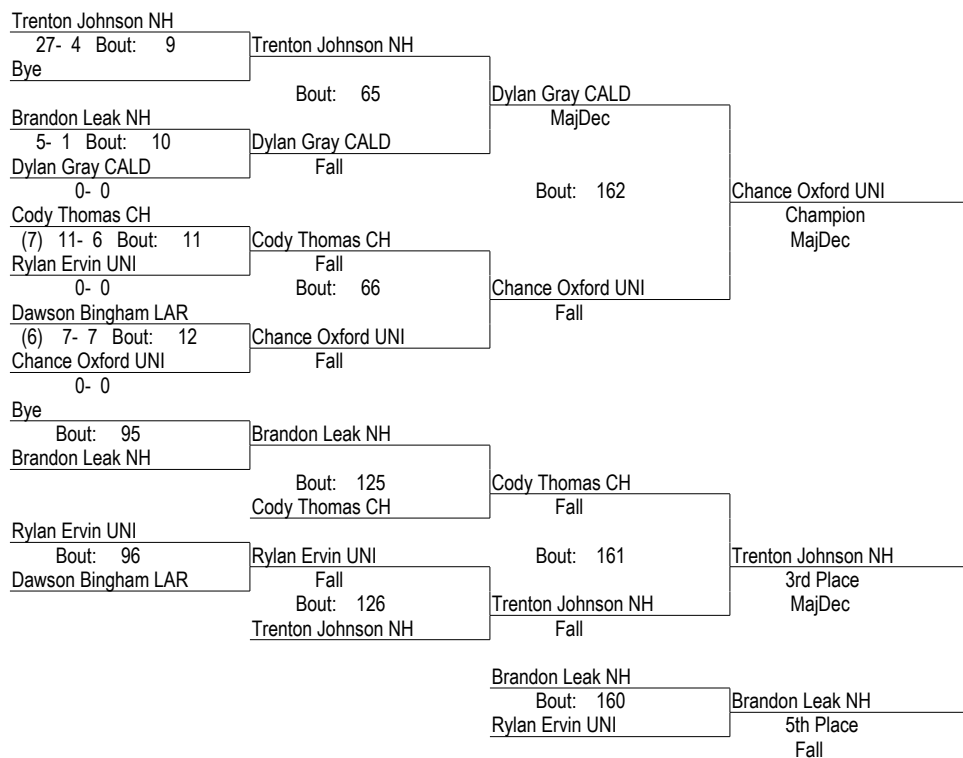 Trenton Johnson NH
27- 4 Bout: 9
Bye
Trenton Johnson NH
Bout: 65
Brandon Leak NH
5- 1 Bout: 10
Dylan Gray CALD
0- 0
Dylan Gray CALD
Fall
Dylan Gray CALD
MajDec
Bout: 162
Cody Thomas CH
(7) 11- 6 Bout: 11
Rylan Ervin UNI
0- 0
Cody Thomas CH
Fall
Bout: 66
Dawson Bingham LAR
(6) 7- 7 Bout: 12
Chance Oxford UNI
0- 0
Chance Oxford UNI
Fall
Chance Oxford UNI
Fall
Chance Oxford UNI
Champion
MajDec
Bye
Bout: 95
Brandon Leak NH
Brandon Leak NH
Bout: 125
Cody Thomas CH
Cody Thomas CH
Fall
Bout: 161
Rylan Ervin UNI
Bout: 96
Dawson Bingham LAR
Rylan Ervin UNI
Fall
Bout: 126
Trenton Johnson NH
Trenton Johnson NH
Fall
Trenton Johnson NH
3rd Place
MajDec
Brandon Leak NH
Bout: 160
Rylan Ervin UNI
Brandon Leak NH
5th Place
Fall